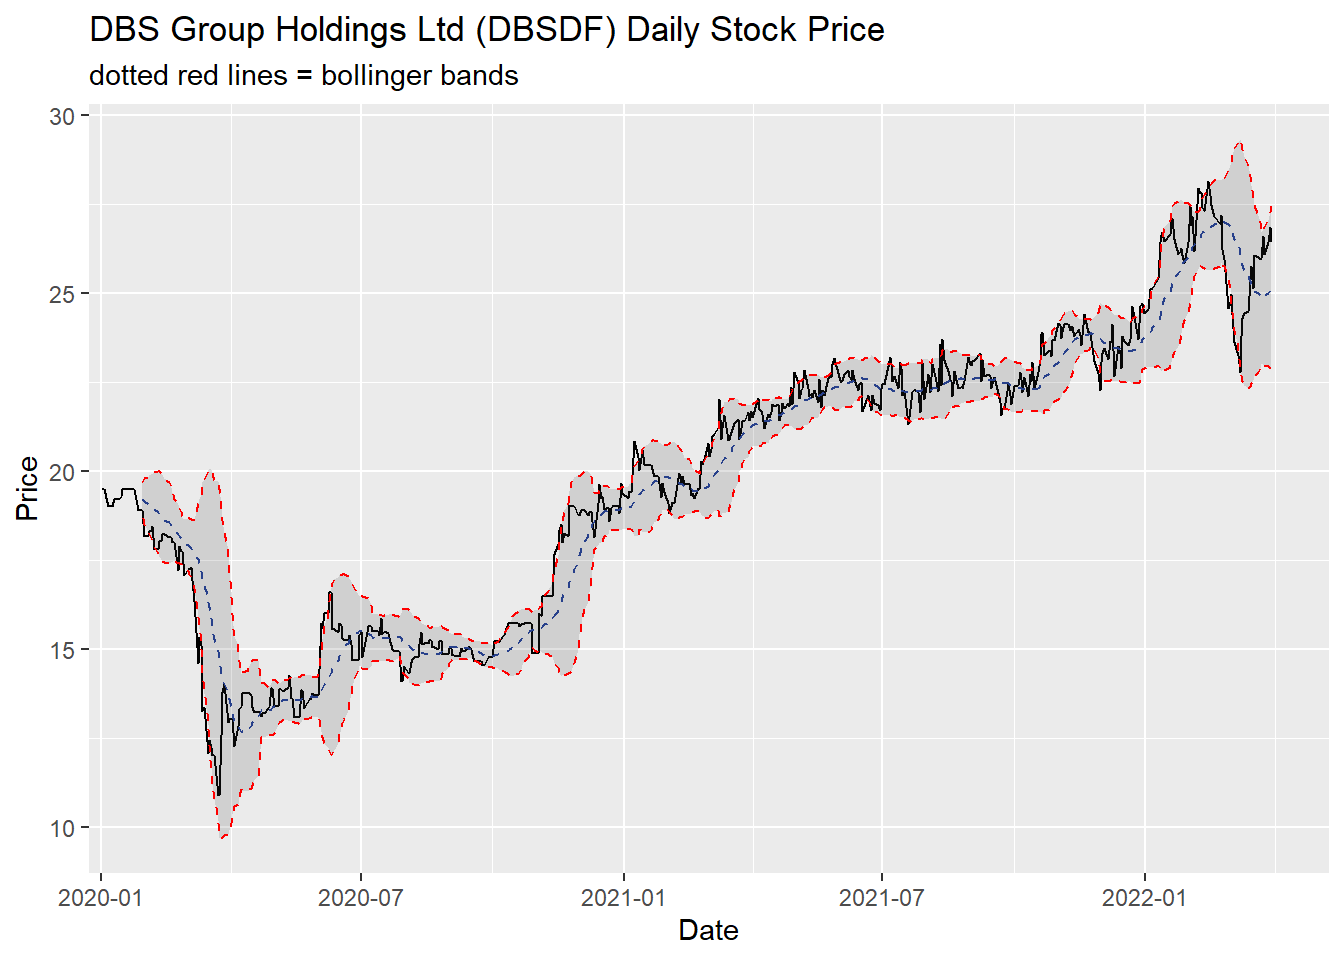 DBS Group Holdings Ltd (DBSDF) Daily Stock Price
dotted red lines = bollinger bands
30
25
20
15
10
Price
2020-01
2020-07
2021-01
2021-07
2022-01
Date